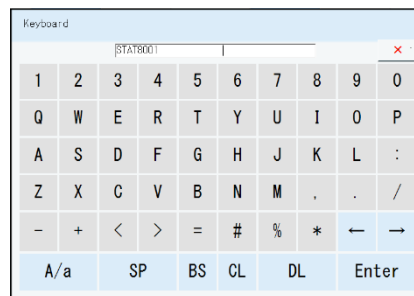 Keyboard
STAT8001
1 2 3 4 5 6 7 8 9 0
Q W E R T Y U I O P
A S D F G H J K L :
Z X C V B N M , . /
- + < > = # % * ← →
A/a SP BS CL DL Enter